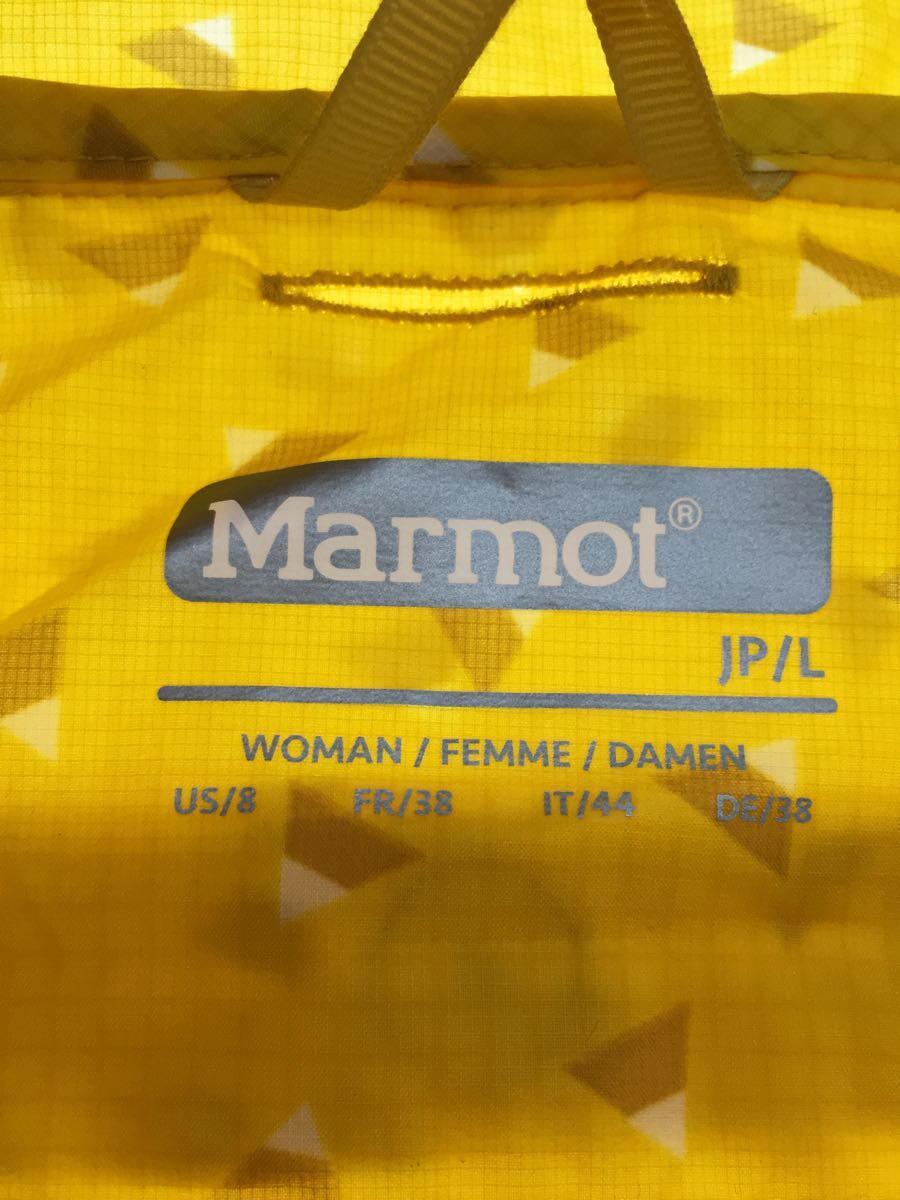 Marmot®
JP/L
WOMAN / FEMME / DAMEN
US/8 FR/38 IT/44 DE/38